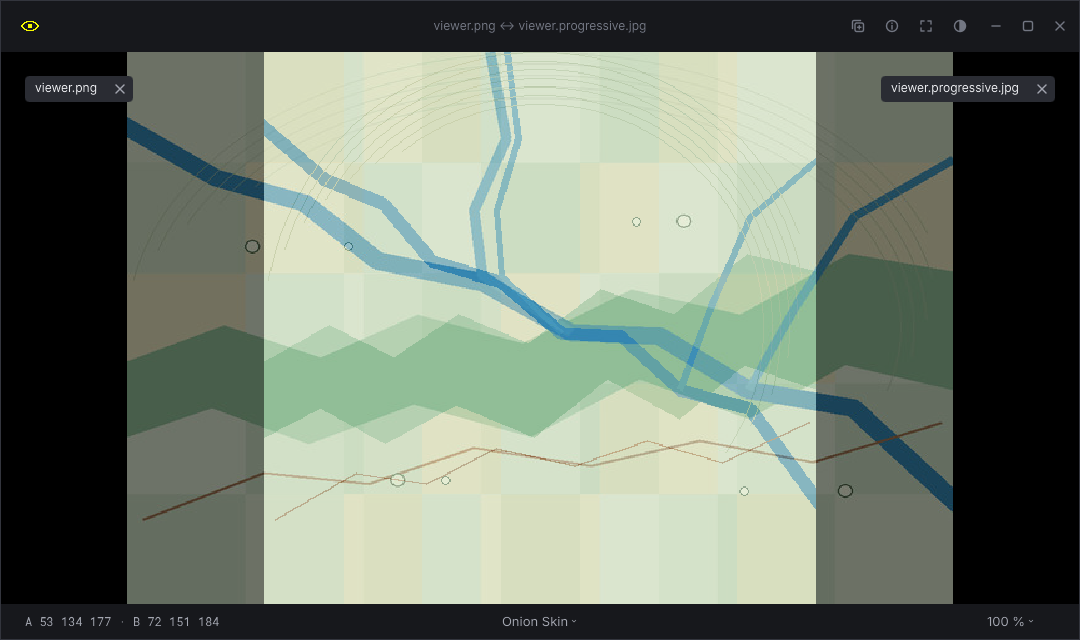 viewer.png ↔ viewer.progressive.jpg
viewer.png
viewer.progressive.jpg
A 53 134 177 · B 72 151 184
Onion Skin
100 %